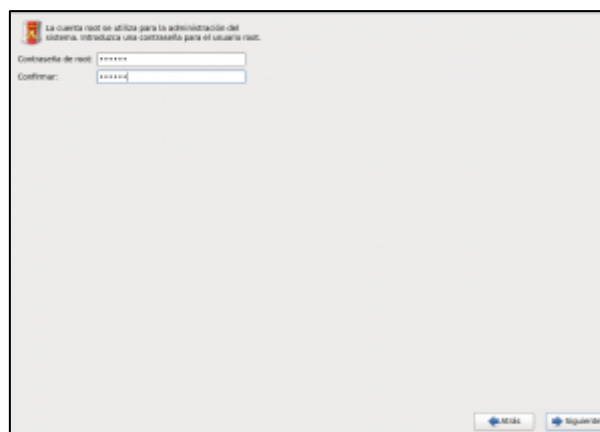 La cuenta root se utiliza para la administración del
sistema. Introduzca una contraseña para el usuario root.
Contraseña de root: ••••••
Confirmar: ••••••
Atrás
Siguiente